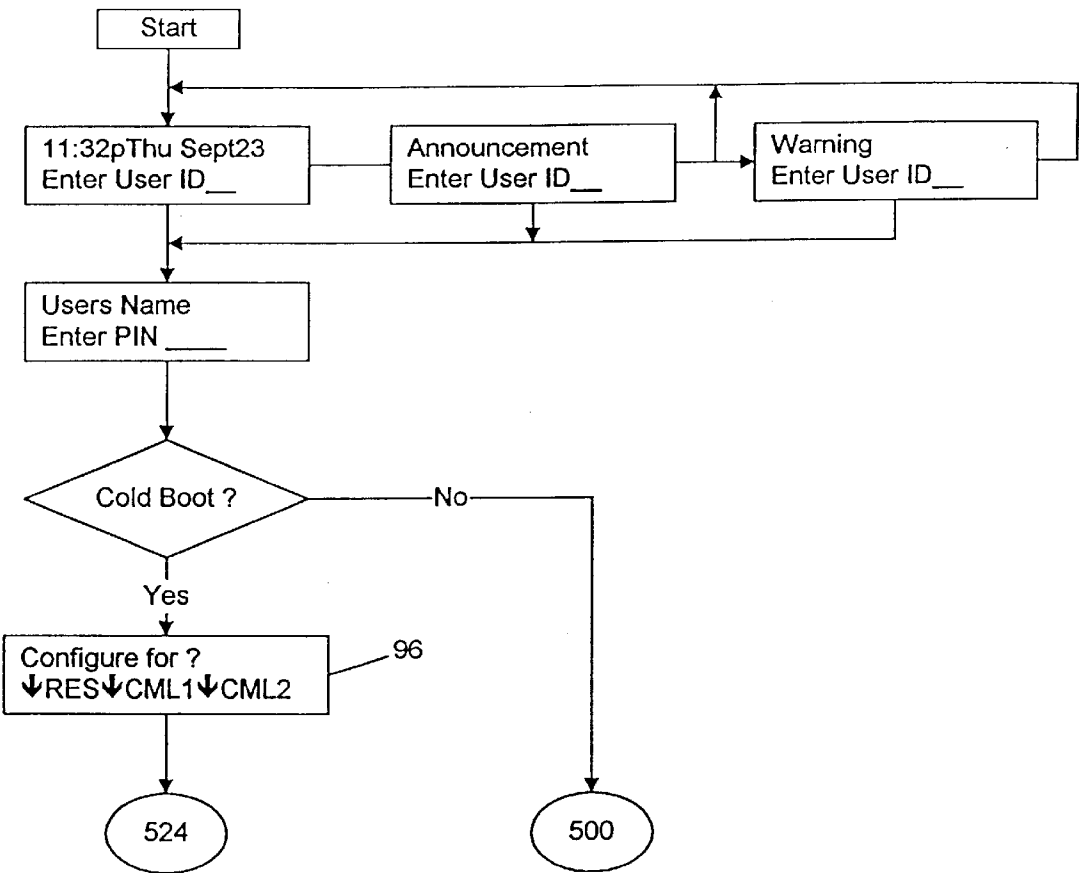 Start
11:32pThu Sept23
Enter User ID__
Announcement
Enter User ID__
Warning
Enter User ID__
Users Name
Enter PIN ____
Cold Boot ?
No
Yes
Configure for ?
↓RES↓CML1↓CML2
96
524
500